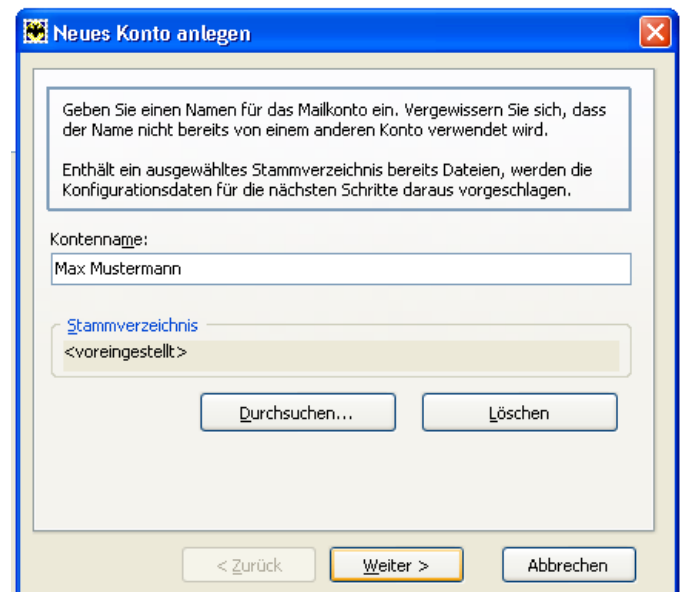 Neues Konto anlegen
Geben Sie einen Namen für das Mailkonto ein. Vergewissern Sie sich, dass
der Name nicht bereits von einem anderen Konto verwendet wird.
Enthält ein ausgewähltes Stammverzeichnis bereits Dateien, werden die
Konfigurationsdaten für die nächsten Schritte daraus vorgeschlagen.
Kontenname:
Max Mustermann
Stammverzeichnis
<voreingestellt>
Durchsuchen... Löschen
< Zurück Weiter > Abbrechen